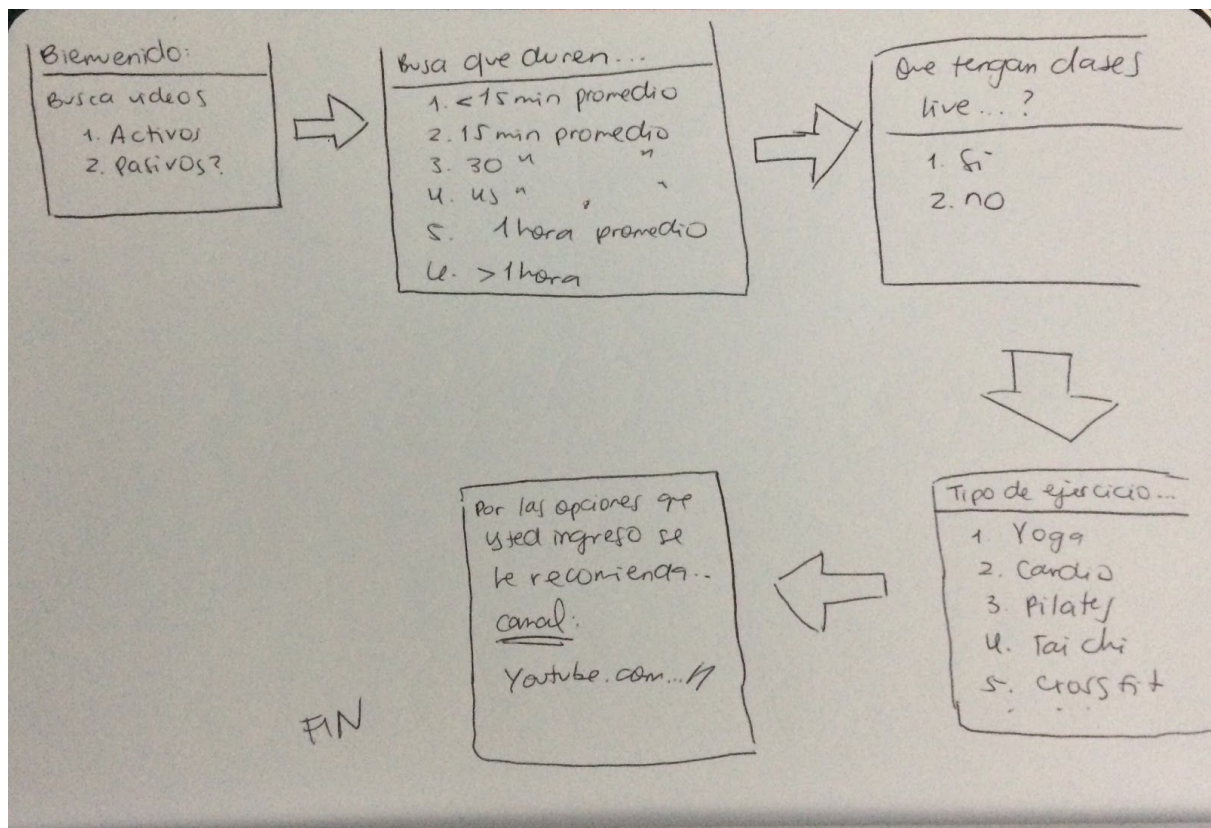 Bienvenido:
Busca videos
1. Activos
2. Pasivos?
Busa que duren...
1. <15 min promedio
2. 15 min promedio
3. 30 " "
4. 45 " "
5. 1 hora promedio
6. >1 hora
Que tengan clases
live...?
1. Si
2. no
Tipo de ejercicio...
1. Yoga
2. Cardio
3. Pilates
4. Tai chi
5. Crossfit
. . . .
Por las opciones que
usted ingreso se
le recomienda..
canal:
Youtube.com...
FIN